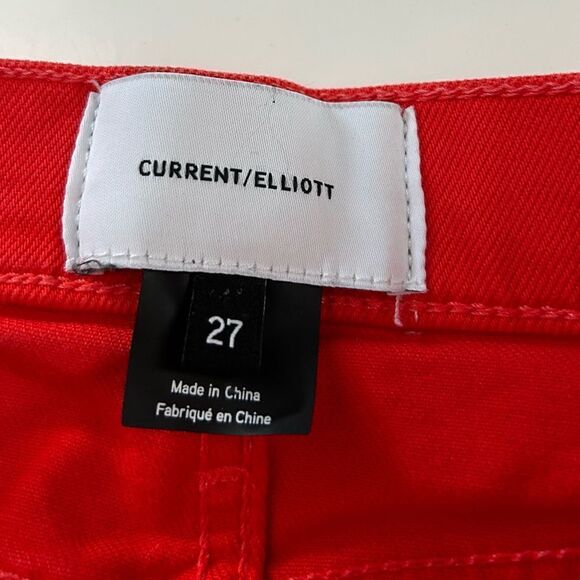 CURRENT/ELLIOTT
27
Made in China
Fabriqué en Chine